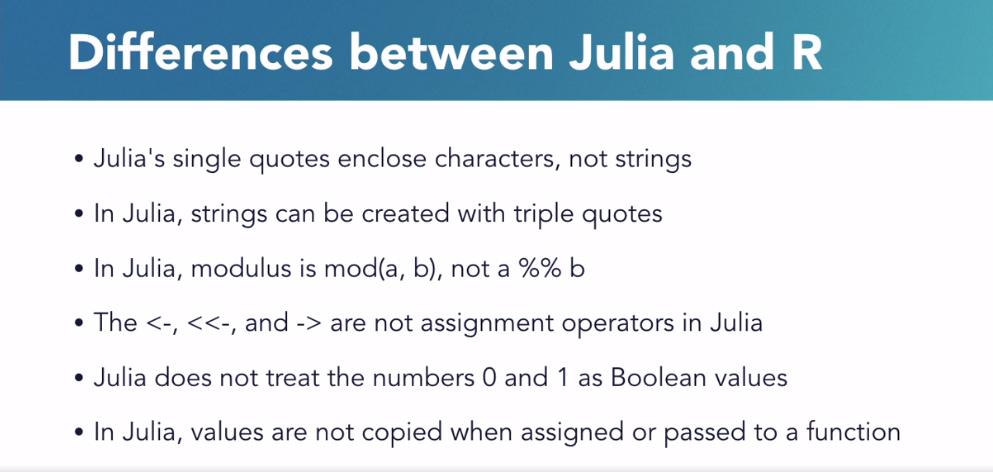 Differences between Julia and R
• Julia's single quotes enclose characters, not strings
• In Julia, strings can be created with triple quotes
• In Julia, modulus is mod(a, b), not a %% b
• The <-, <<-, and -> are not assignment operators in Julia
• Julia does not treat the numbers 0 and 1 as Boolean values
• In Julia, values are not copied when assigned or passed to a function